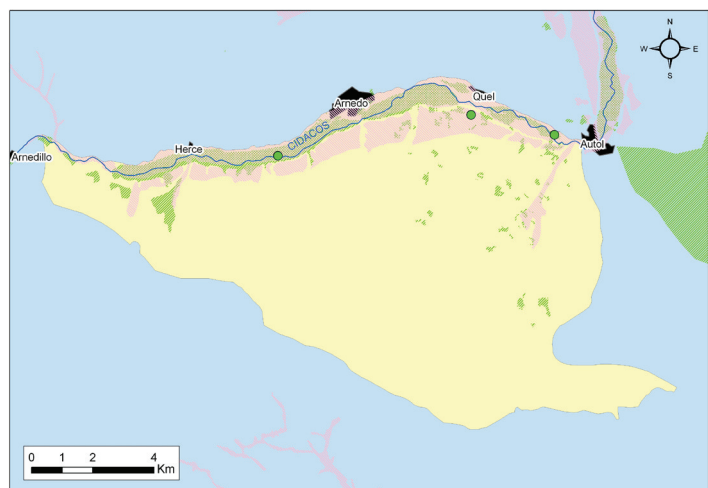 N
W E
S
Quel
Arnedo
CIDACOS
Autol
Herce
Arnedillo
0 1 2 4
Km